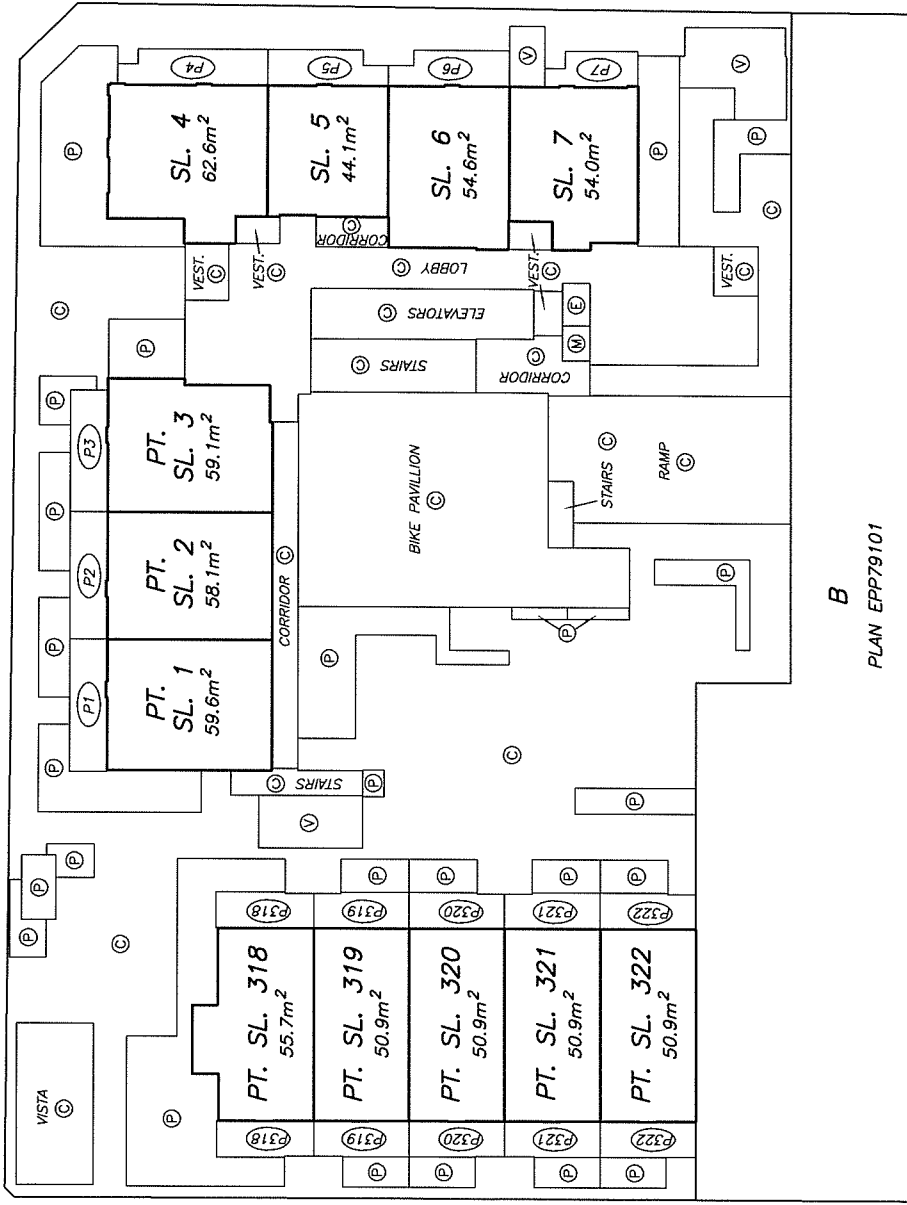 VISTA
Ⓒ
Ⓟ
Ⓟ
Ⓟ
Ⓟ
Ⓒ
P318
P319
P320
P321
P322
Ⓟ
Ⓟ
Ⓟ
Ⓟ
PT. SL. 318
55.7m²
PT. SL. 319
50.9m²
PT. SL. 320
50.9m²
PT. SL. 321
50.9m²
PT. SL. 322
50.9m²
P318
P319
P320
P321
P322
Ⓟ
Ⓟ
Ⓟ
Ⓟ
Ⓟ
Ⓟ
Ⓟ
Ⓟ
P1
P2
P3
PT.
SL. 1
59.6m²
PT.
SL. 2
58.1m²
PT.
SL. 3
59.1m²
Ⓟ
Ⓒ
Ⓟ
CORRIDOR Ⓒ
STAIRS Ⓒ
Ⓟ
Ⓥ
Ⓒ
Ⓟ
Ⓟ
Ⓟ
Ⓟ
BIKE PAVILLION
Ⓒ
STAIRS Ⓒ
RAMP
Ⓒ
STAIRS Ⓒ
CORRIDOR
Ⓒ
ELEVATORS Ⓒ
Ⓜ
Ⓔ
LOBBY Ⓒ
VEST.
Ⓒ
VEST.
Ⓒ
CORRIDOR
Ⓒ
VEST.
Ⓒ
VEST.
Ⓒ
SL. 4
62.6m²
SL. 5
44.1m²
SL. 6
54.6m²
SL. 7
54.0m²
P4
P5
P6
Ⓥ
P7
Ⓟ
Ⓥ
Ⓟ
Ⓒ
B
PLAN EPP79101